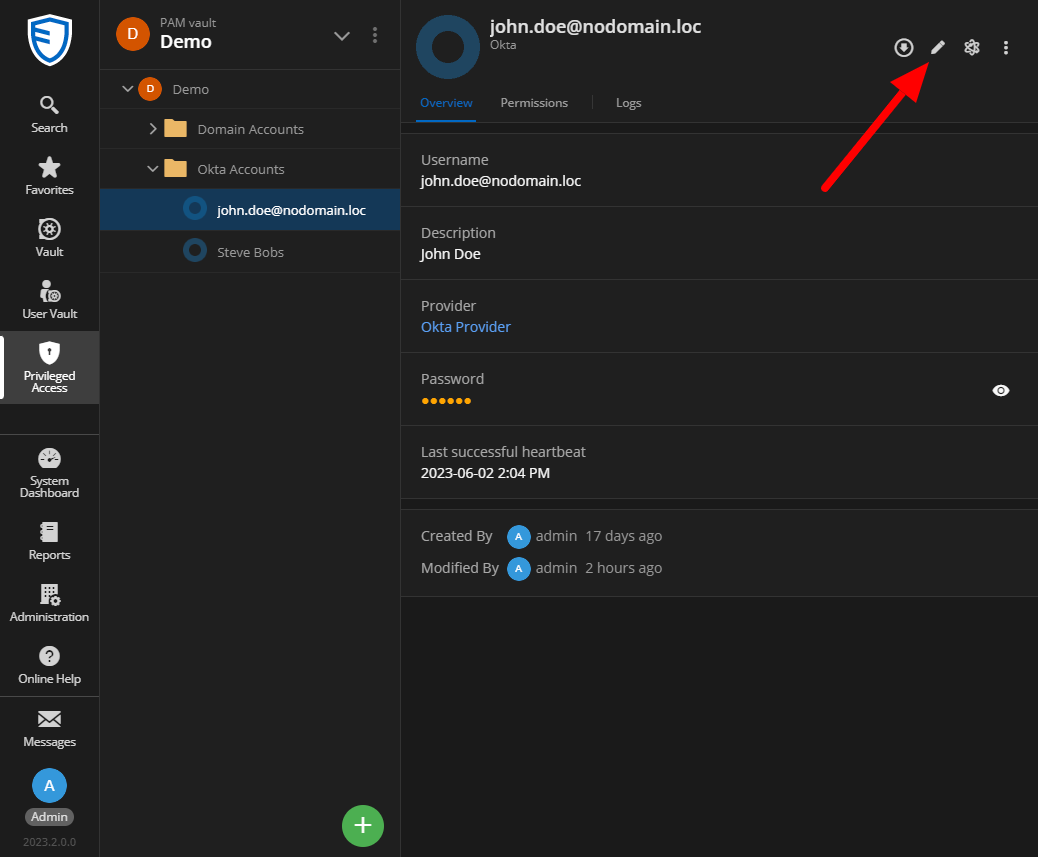 Search
Favorites
Vault
User Vault
Privileged
Access
System
Dashboard
Reports
Administration
?
Online Help
Messages
A
Admin
2023.2.0.0
D
PAM vault
Demo
D
Demo
Domain Accounts
Okta Accounts
john.doe@nodomain.loc
Steve Bobs
+
john.doe@nodomain.loc
Okta
Overview Permissions Logs
Username
john.doe@nodomain.loc
Description
John Doe
Provider
Okta Provider
Password
●●●●●●
Last successful heartbeat
2023-06-02 2:04 PM
Created By A admin 17 days ago
Modified By A admin 2 hours ago